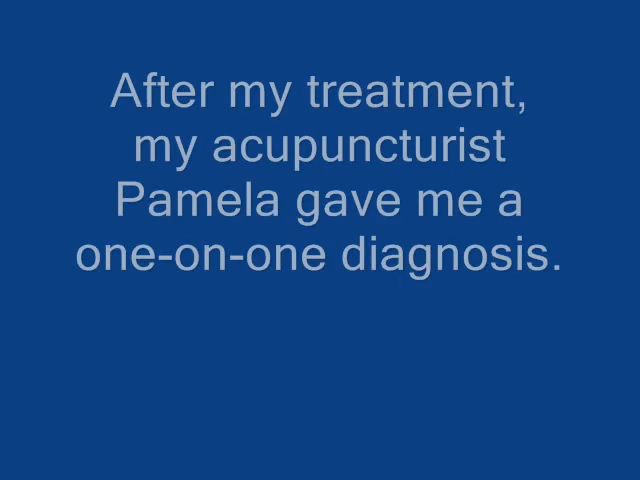 After my treatment,
my acupuncturist
Pamela gave me a
one-on-one diagnosis.